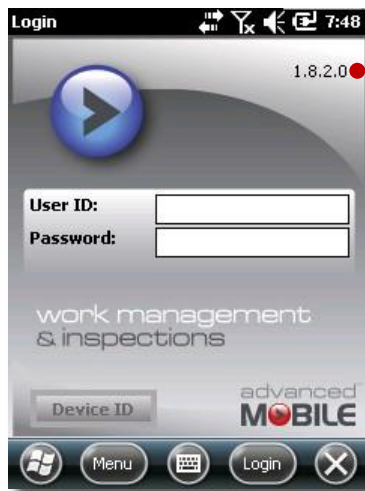 Login 7:48
1.8.2.0
User ID:
Password:
work management
& inspections
Device ID
advanced
MOBILE
Menu Login